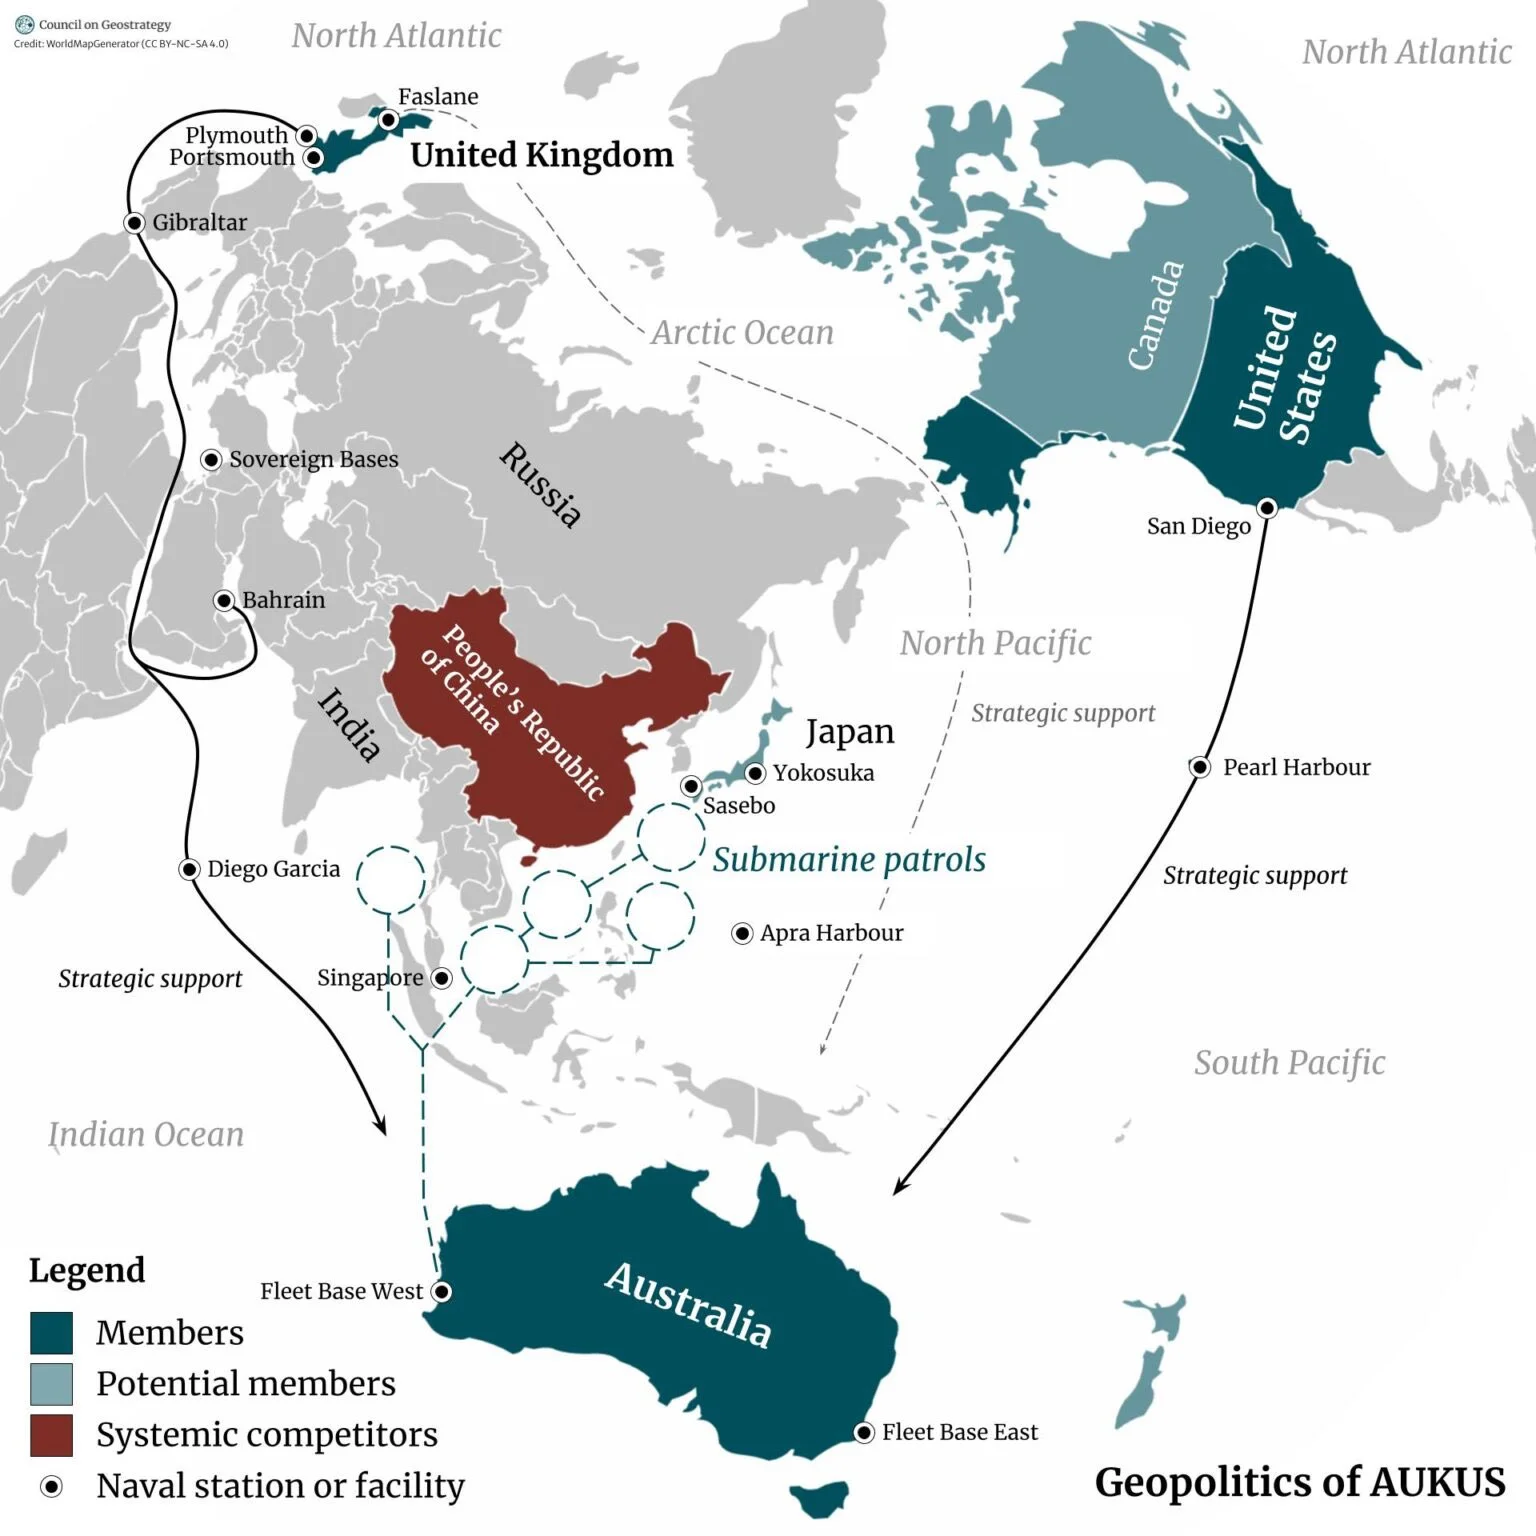 Council on Geostrategy
Credit: WorldMapGenerator (CC BY-NC-SA 4.0)
North Atlantic
North Atlantic
Faslane
Plymouth
Portsmouth
United Kingdom
Gibraltar
Arctic Ocean
Canada
United
States
Sovereign Bases
Russia
San Diego
Bahrain
People's Republic
of China
North Pacific
India
Strategic support
Japan
Yokosuka
Sasebo
Pearl Harbour
Submarine patrols
Diego Garcia
Strategic support
Apra Harbour
Singapore
Strategic support
South Pacific
Indian Ocean
Australia
Fleet Base West
Fleet Base East
Legend
Members
Potential members
Systemic competitors
Naval station or facility
Geopolitics of AUKUS